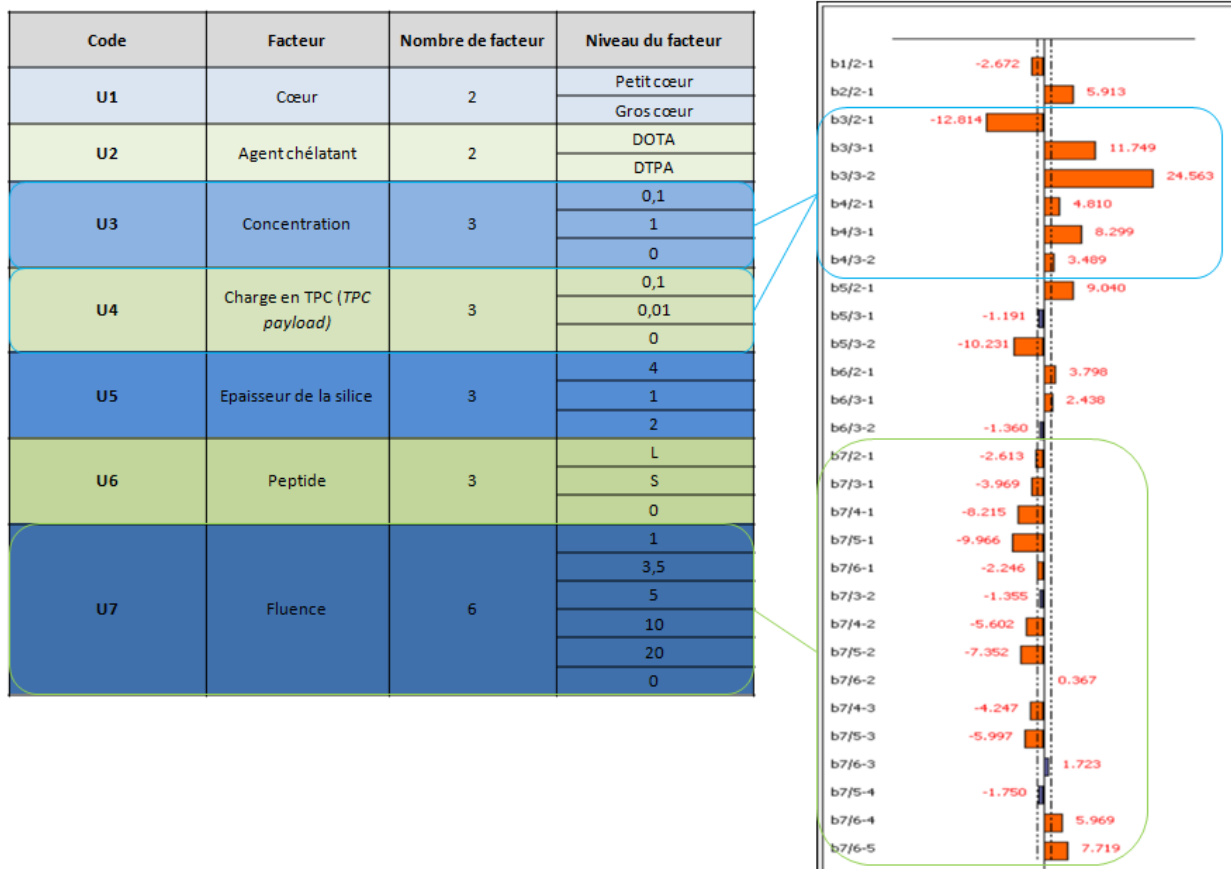 Code Facteur Nombre de facteur Niveau du facteur
U1 Cœur 2 Petit cœur
Gros cœur
U2 Agent chélatant 2 DOTA
DTPA
U3 Concentration 3 0,1
1
0
U4 Charge en TPC (TPC
payload) 3 0,1
0,01
0
U5 Epaisseur de la silice 3 4
1
2
U6 Peptide 3 L
S
0
U7 Fluence 6 1
3,5
5
10
20
0
b1/2-1 -2.672
b2/2-1 5.913
b3/2-1 -12.814
b3/3-1 11.749
b3/3-2 24.563
b4/2-1 4.810
b4/3-1 8.299
b4/3-2 3.489
b5/2-1 9.040
b5/3-1 -1.191
b5/3-2 -10.231
b6/2-1 3.798
b6/3-1 2.438
b6/3-2 -1.360
b7/2-1 -2.613
b7/3-1 -3.969
b7/4-1 -8.215
b7/5-1 -9.966
b7/6-1 -2.246
b7/3-2 -1.355
b7/4-2 -5.602
b7/5-2 -7.352
b7/6-2 0.367
b7/4-3 -4.247
b7/5-3 -5.997
b7/6-3 1.723
b7/5-4 -1.750
b7/6-4 5.969
b7/6-5 7.719